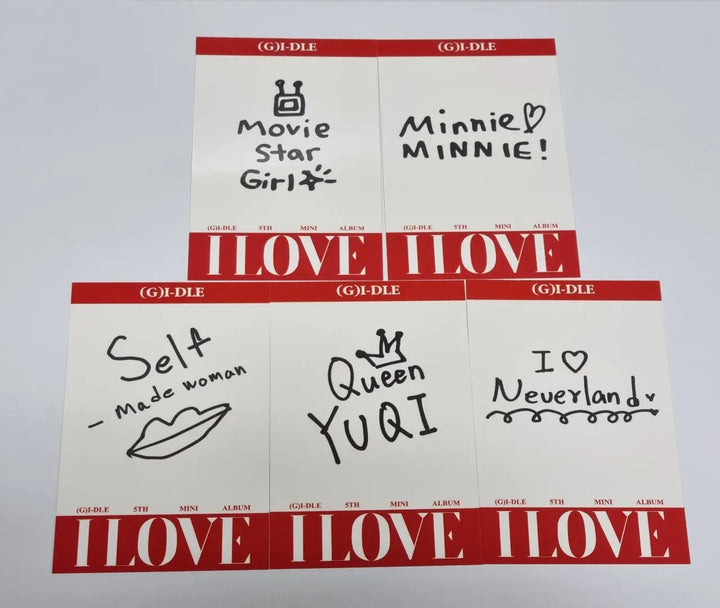 (G)I-DLE
Movie
Star
Girl
(G)I-DLE 5TH MINI ALBUM
I LOVE
(G)I-DLE
Minnie♡
MINNIE!
(G)I-DLE 5TH MINI ALBUM
I LOVE
(G)I-DLE
Self
- made woman
(G)I-DLE 5TH MINI ALBUM
I LOVE
(G)I-DLE
Queen
YUQI
(G)I-DLE 5TH MINI ALBUM
I LOVE
(G)I-DLE
I ♡
Neverland
(G)I-DLE 5TH MINI ALBUM
I LOVE